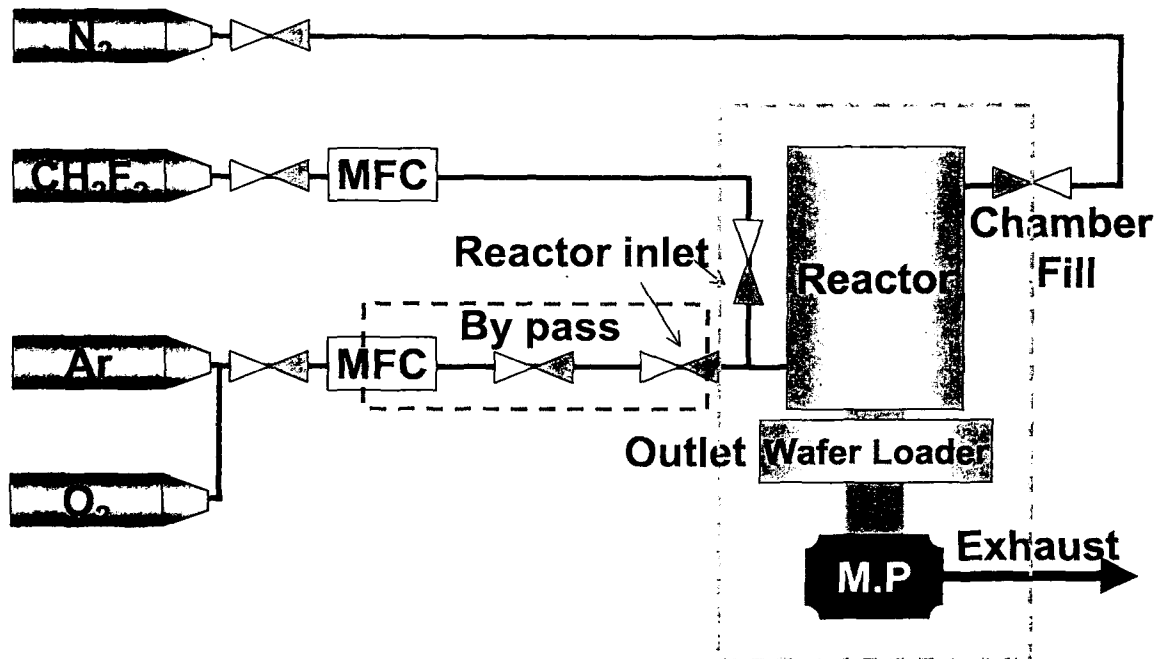 N₂
CH₂F₂
MFC
Chamber
Fill
Reactor inlet
Reactor
By pass
Ar
MFC
Outlet
Wafer Loader
O₂
Exhaust
M.P